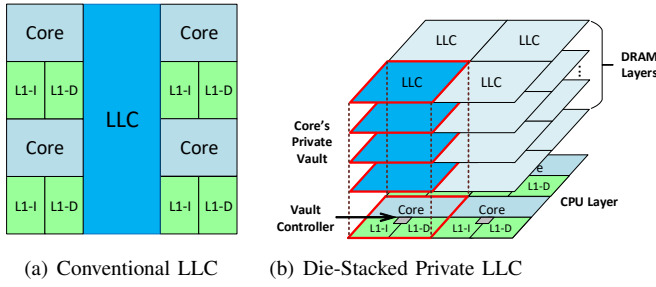 Core
Core
L1-I L1-D
L1-I L1-D
LLC
Core
Core
L1-I L1-D
L1-I L1-D
(a) Conventional LLC
LLC
LLC
DRAM
Layers
LLC
LLC
Core's
Private
Vault
L1-D
CPU Layer
Vault
Controller
Core
Core
L1-I
L1-D
L1-I
L1-D
(b) Die-Stacked Private LLC